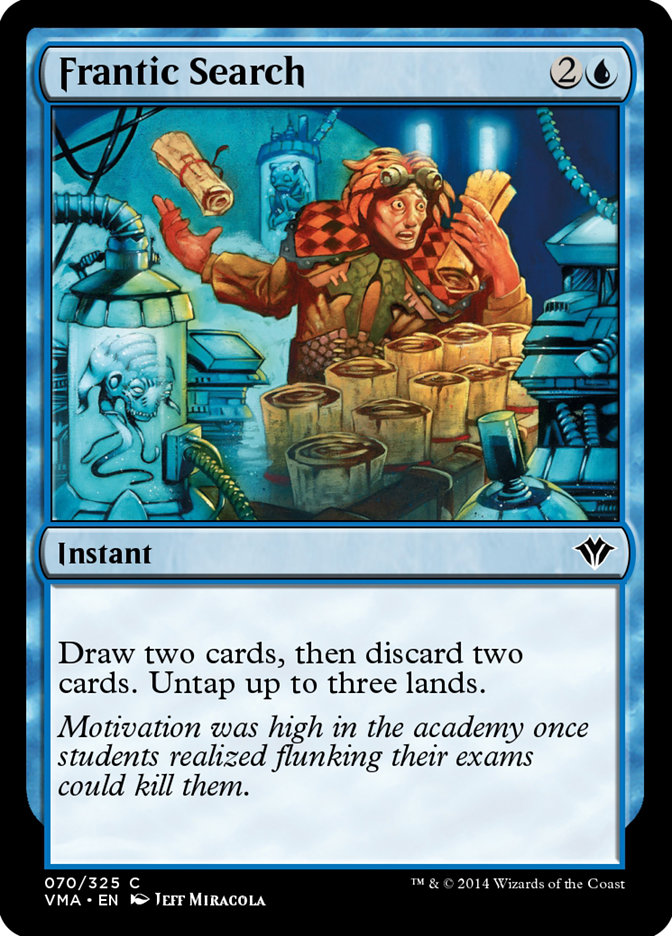 Frantic Search 2
Instant
Draw two cards, then discard two
cards. Untap up to three lands.
Motivation was high in the academy once
students realized flunking their exams
could kill them.
070/325 C
VMA • EN Jeff Miracola
™ & © 2014 Wizards of the Coast